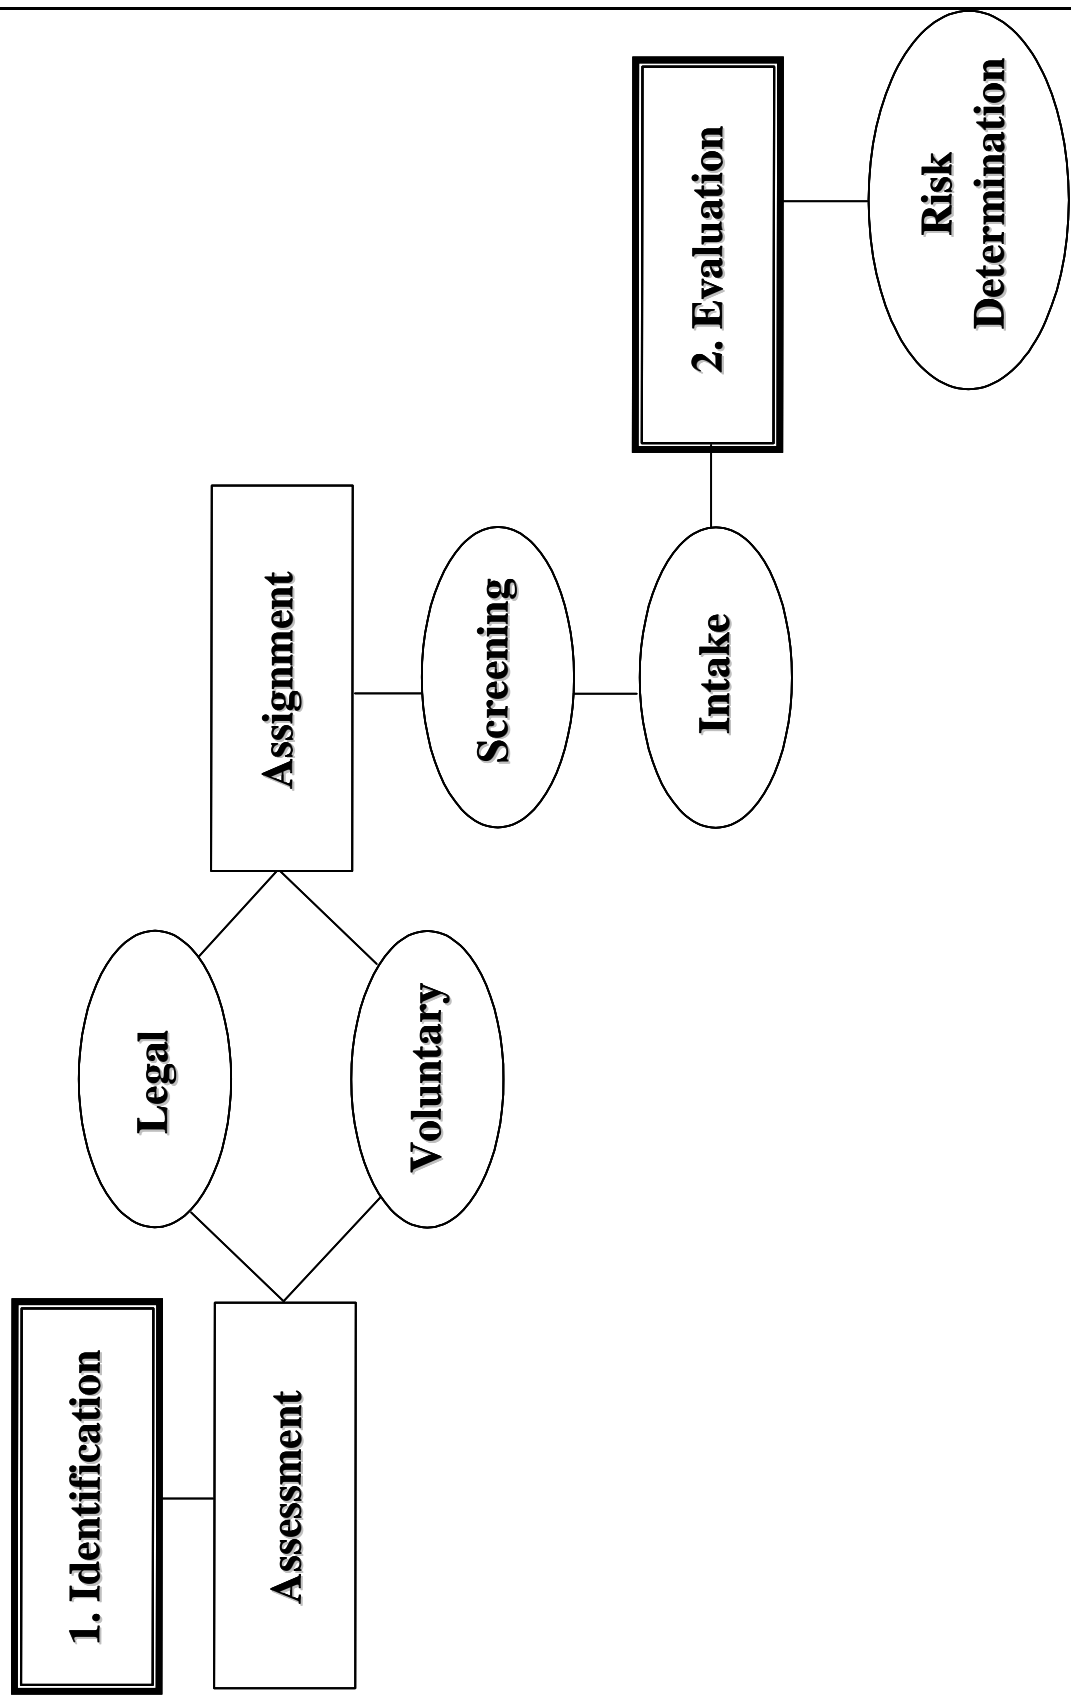 1. Identification
Assessment
Legal
Voluntary
Assignment
Screening
Intake
2. Evaluation
Risk
Determination